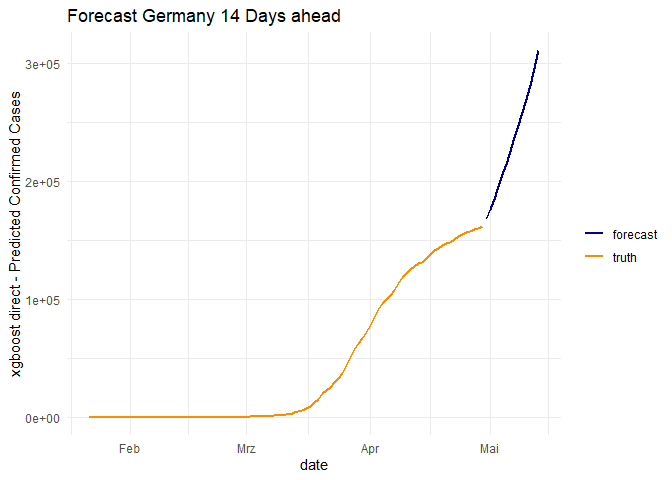 Forecast Germany 14 Days ahead
xgboost direct - Predicted Confirmed Cases
3e+05
2e+05
1e+05
0e+00
Feb
Mrz
Apr
Mai
date
forecast
truth